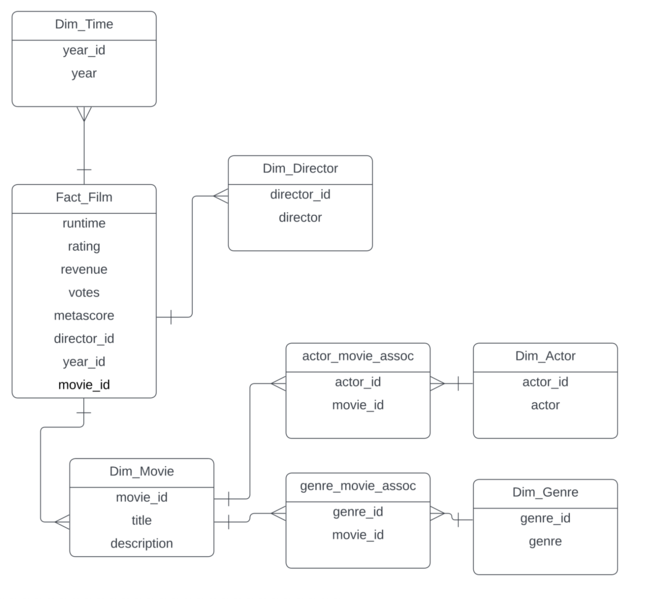 Dim_Time
year_id
year
Dim_Director
director_id
director
Fact_Film
runtime
rating
revenue
votes
metascore
director_id
year_id
movie_id
actor_movie_assoc
actor_id
movie_id
Dim_Actor
actor_id
actor
Dim_Movie
movie_id
title
description
genre_movie_assoc
genre_id
movie_id
Dim_Genre
genre_id
genre